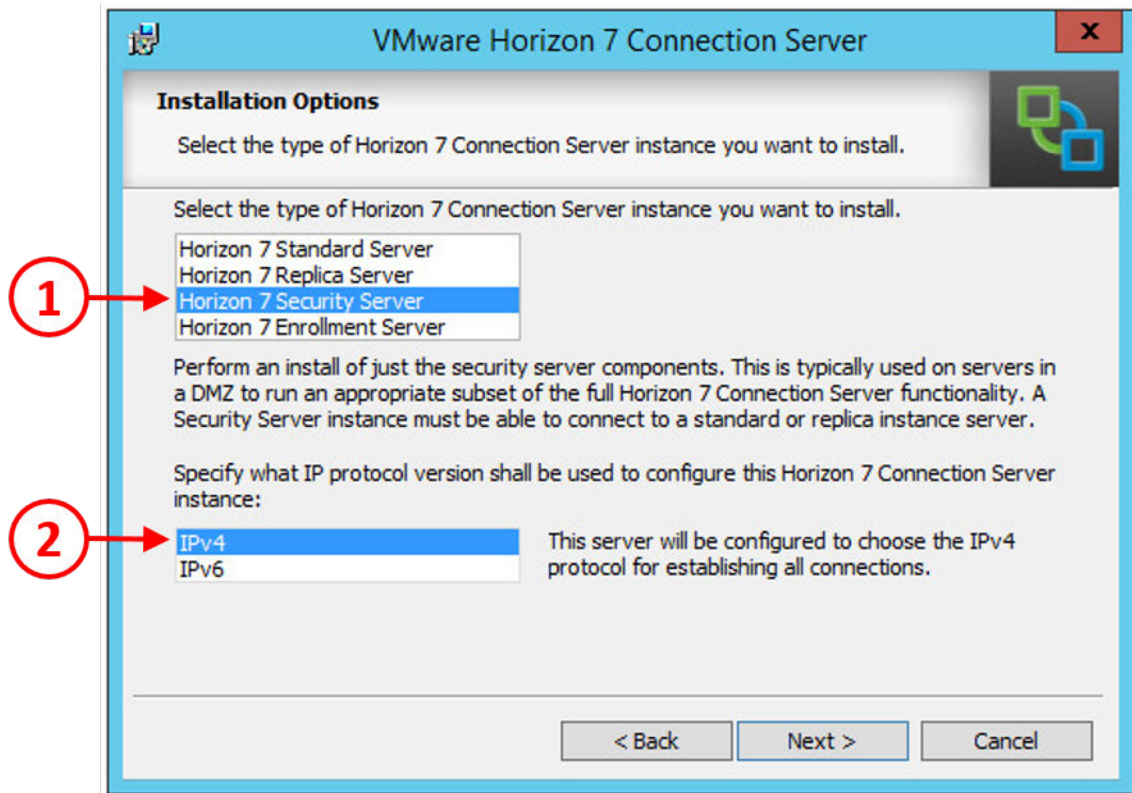 VMware Horizon 7 Connection Server
x
Installation Options
Select the type of Horizon 7 Connection Server instance you want to install.
Select the type of Horizon 7 Connection Server instance you want to install.
Horizon 7 Standard Server
Horizon 7 Replica Server
1
Horizon 7 Security Server
Horizon 7 Enrollment Server
Perform an install of just the security server components. This is typically used on servers in
a DMZ to run an appropriate subset of the full Horizon 7 Connection Server functionality. A
Security Server instance must be able to connect to a standard or replica instance server.
Specify what IP protocol version shall be used to configure this Horizon 7 Connection Server
instance:
2
IPv4
IPv6
This server will be configured to choose the IPv4
protocol for establishing all connections.
< Back
Next >
Cancel